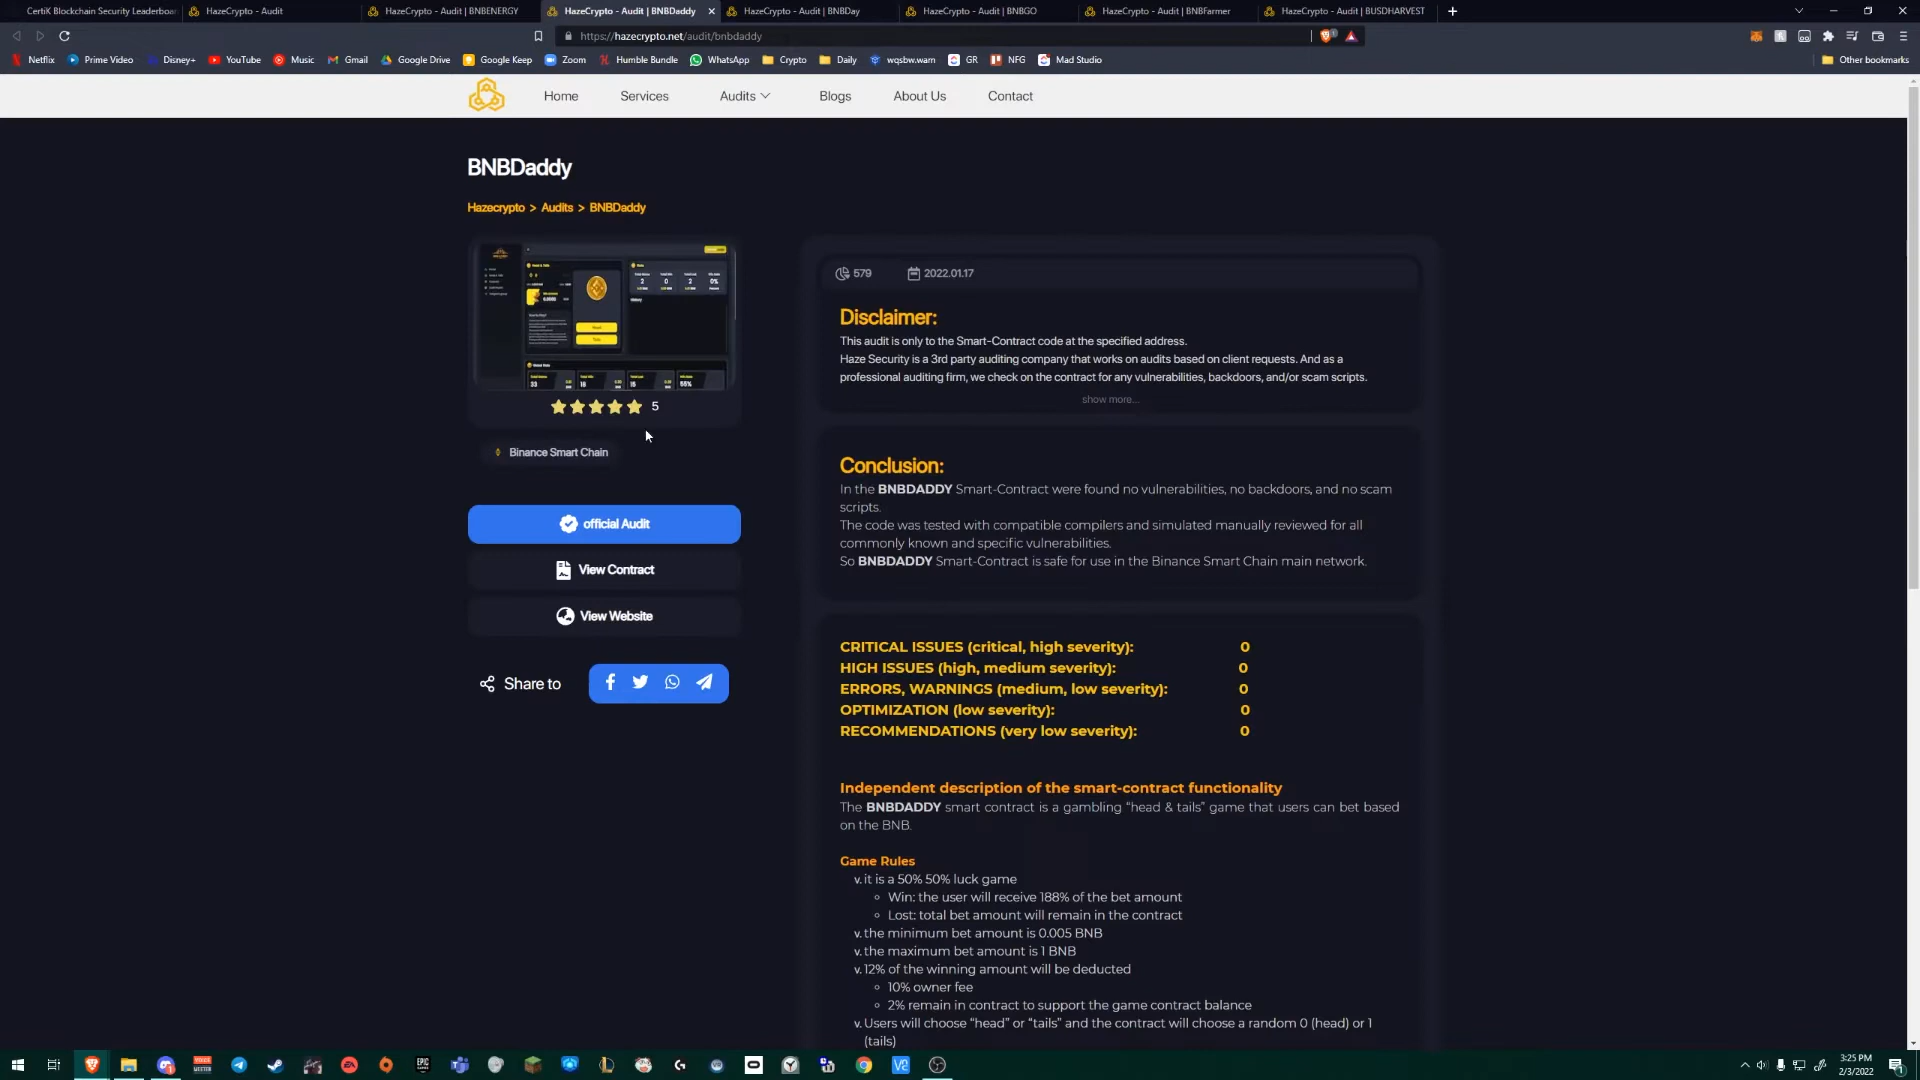 CertiK Blockchain Security Leaderboa
HazeCrypto - Audit
HazeCrypto - Audit | BNBENERGY
HazeCrypto - Audit | BNBDaddy
HazeCrypto - Audit | BNBDay
HazeCrypto - Audit | BNBGO
HazeCrypto - Audit | BNBFarmer
HazeCrypto - Audit | BUSDHARVEST
https://hazecrypto.net/audit/bnbdaddy
Netflix
Prime Video
Disney+
YouTube
Music
Gmail
Google Drive
Google Keep
Zoom
Humble Bundle
WhatsApp
Crypto
Daily
wqsbw.wam
GR
NFG
Mad Studio
Other bookmarks
Home
Services
Audits
Blogs
About Us
Contact
BNBDaddy
Hazecrypto > Audits > BNBDaddy
5
Binance Smart Chain
official Audit
View Contract
View Website
Share to
579
2022.01.17
Disclaimer:
This audit is only to the Smart-Contract code at the specified address.
Haze Security is a 3rd party auditing company that works on audits based on client requests. And as a
professional auditing firm, we check on the contract for any vulnerabilities, backdoors, and/or scam scripts.
show more...
Conclusion:
In the BNBDADDY Smart-Contract were found no vulnerabilities, no backdoors, and no scam
scripts.
The code was tested with compatible compilers and simulated manually reviewed for all
commonly known and specific vulnerabilities.
So BNBDADDY Smart-Contract is safe for use in the Binance Smart Chain main network.
CRITICAL ISSUES (critical, high severity): 0
HIGH ISSUES (high, medium severity): 0
ERRORS, WARNINGS (medium, low severity): 0
OPTIMIZATION (low severity): 0
RECOMMENDATIONS (very low severity): 0
Independent description of the smart-contract functionality
The BNBDADDY smart contract is a gambling "head & tails" game that users can bet based
on the BNB.
Game Rules
v. it is a 50% 50% luck game
Win: the user will receive 188% of the bet amount
Lost: total bet amount will remain in the contract
v. the minimum bet amount is 0.005 BNB
v. the maximum bet amount is 1 BNB
v. 12% of the winning amount will be deducted
10% owner fee
2% remain in contract to support the game contract balance
v. Users will choose "head" or "tails" and the contract will choose a random 0 (head) or 1
(tails)
3:25 PM
2/3/2022